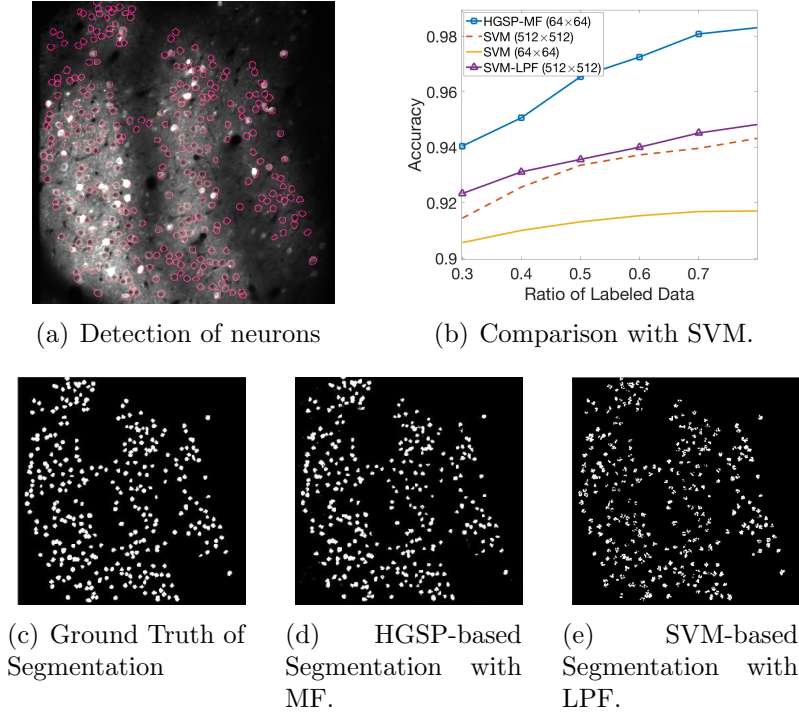 HGSP-MF (64×64)
SVM (512×512)
SVM (64×64)
SVM-LPF (512×512)
Accuracy
0.98
0.96
0.94
0.92
0.9
0.3 0.4 0.5 0.6 0.7
Ratio of Labeled Data
(a) Detection of neurons
(b) Comparison with SVM.
(c) Ground Truth of
Segmentation
(d) HGSP-based
Segmentation with
MF.
(e) SVM-based
Segmentation with
LPF.